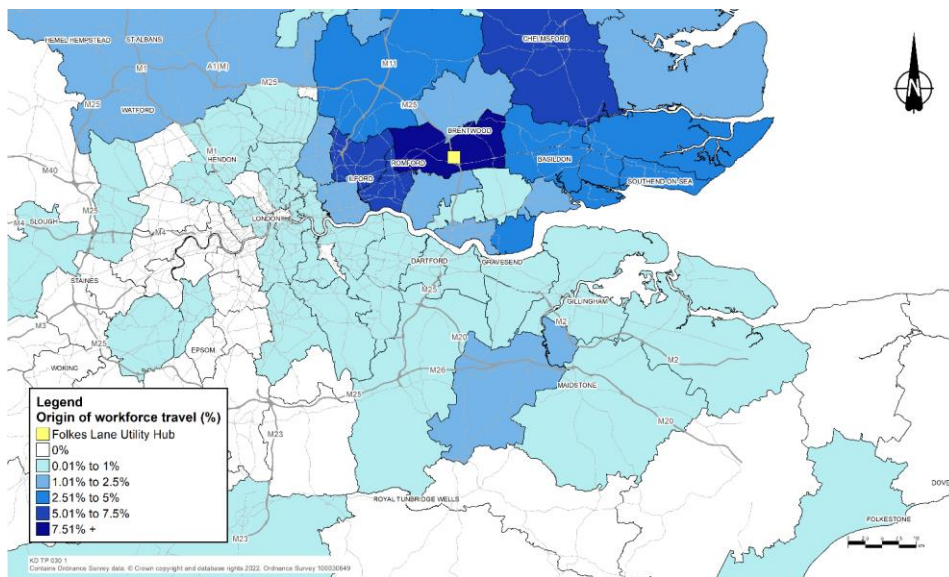 HEMEL HEMPSTEAD
ST ALBANS
CHELMSFORD
M1
A1(M)
M11
M25
M25
M25
WATFORD
BRENTWOOD
HENDON
M1
ROMFORD
ILFORD
BASILDON
SOUTHEND-ON-SEA
M40
LONDON
M25
SLOUGH
M4
M4
DARTFORD
GRAVESEND
STAINES
M25
GILLINGHAM
M3
M2
EPSOM
M20
M25
M2
WOKING
M26
MAIDSTONE
M25
M20
M23
ROYAL TUNBRIDGE WELLS
DOVE
FOLKESTONE
M23
N
Legend
Origin of workforce travel (%)
Folkes Lane Utility Hub
0%
0.01% to 1%
1.01% to 2.5%
2.51% to 5%
5.01% to 7.5%
7.51% +
KD TP 030 1
Contains Ordnance Survey data. © Crown copyright and database rights 2022. Ordnance Survey 100030649